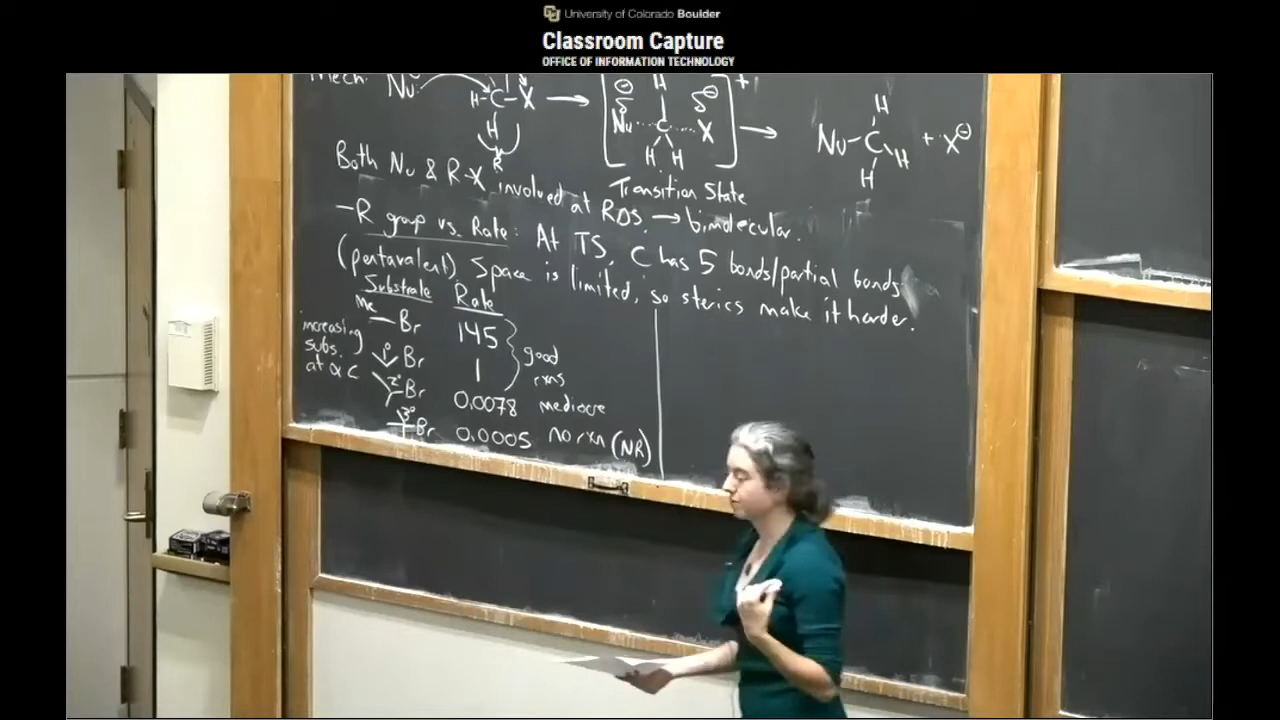 University of Colorado Boulder
Classroom Capture
OFFICE OF INFORMATION TECHNOLOGY
Mech: Nu: H-C-X H → [ δ⊖ Nu⋯C⋯X δ⊖ H H H ]‡ → Nu-C H H H + X⊖
Both Nu & R-X involved at RDS. → bimolecular.
Transition State
-R group vs. Rate: At TS, C has 5 bonds/partial bonds
(pentavalent). Space is limited, so sterics make it harder.
Substrate Rate
Me-Br 145
1° Br 1
2° Br 0.0078 mediocre
3° Br 0.0005 no rxn (NR)
good
rxns
increasing
subs.
at α C